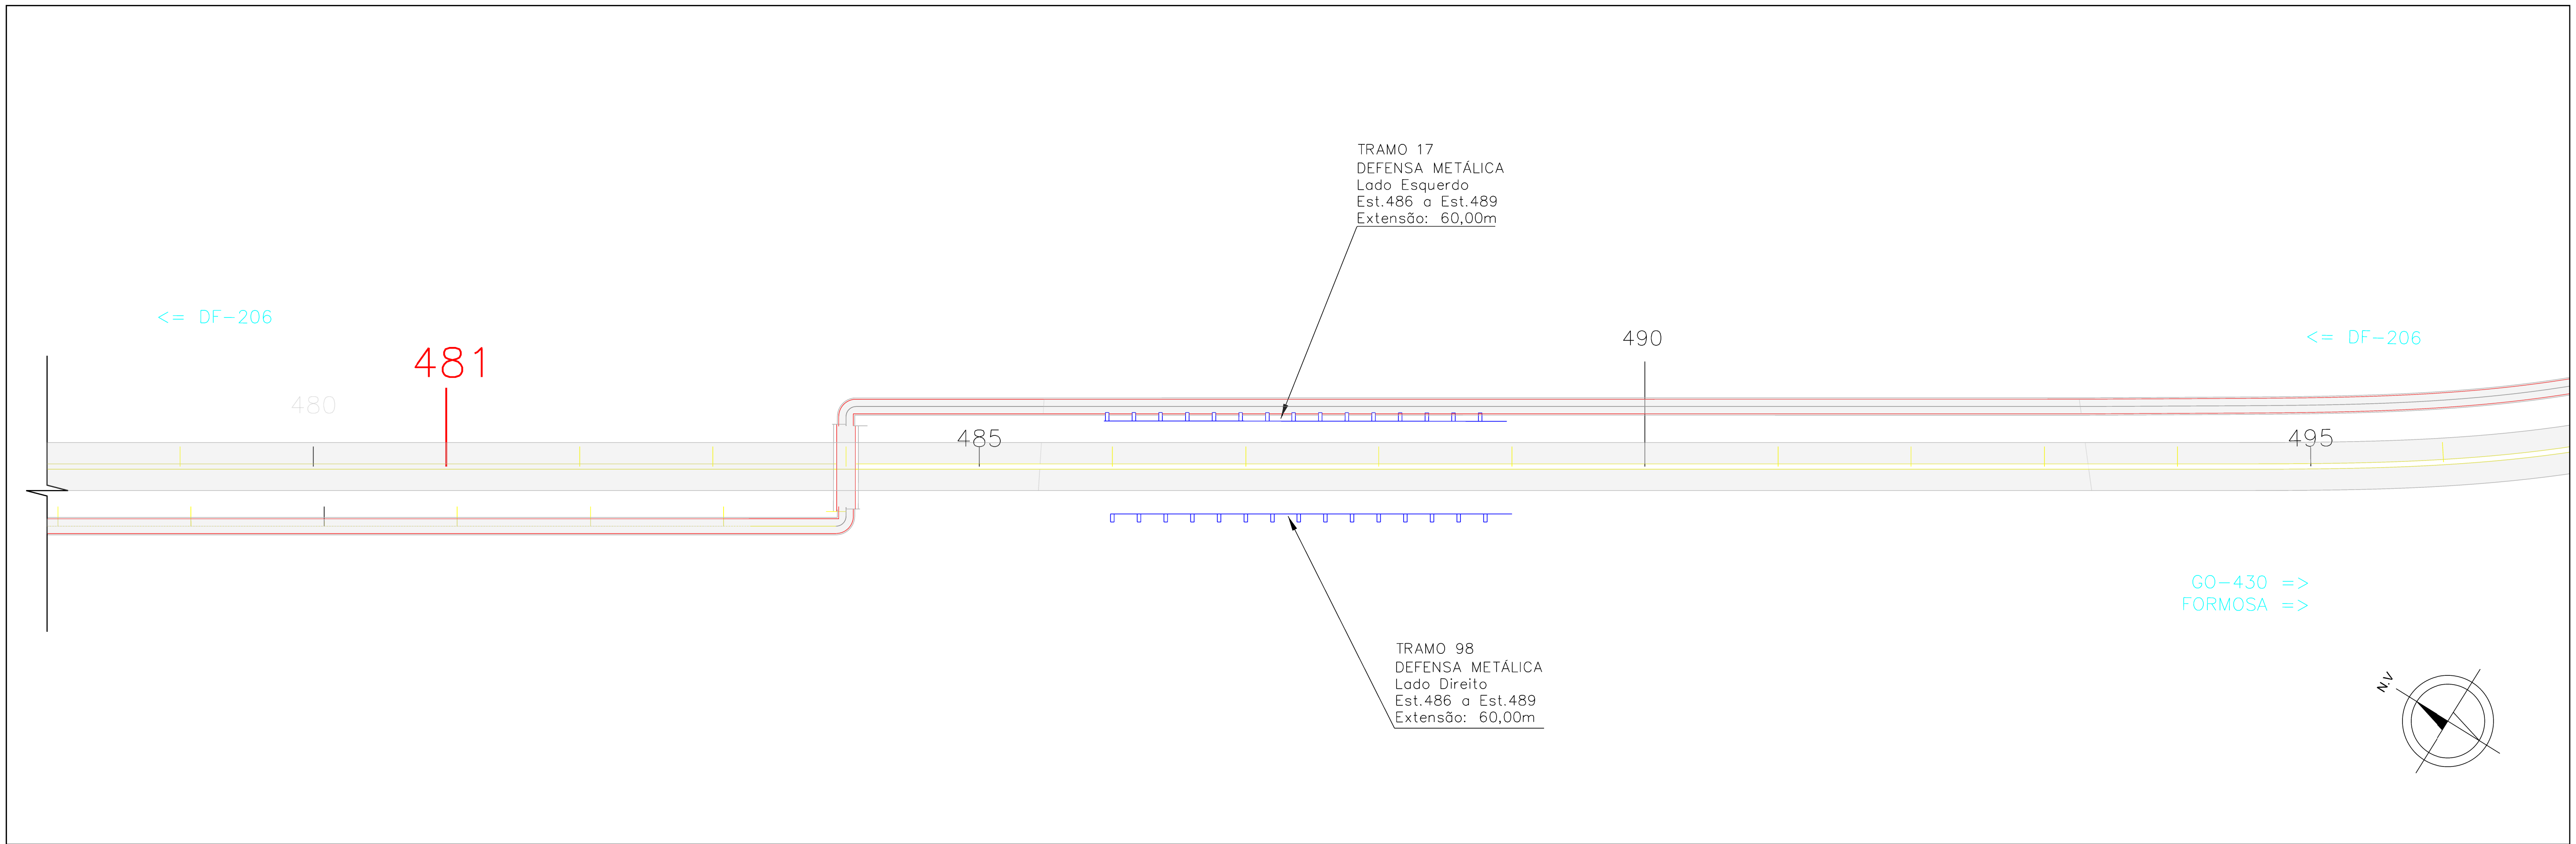 TRAMO 17
DEFENSA METÁLICA
Lado Esquerdo
Est.486 a Est.489
Extensão: 60,00m
<= DF-206
481
480
485
490
<= DF-206
495
GO-430 =>
FORMOSA =>
TRAMO 98
DEFENSA METÁLICA
Lado Direito
Est.486 a Est.489
Extensão: 60,00m
N.V